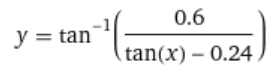 y = tan⁻¹(0.6 / (tan(x) − 0.24))